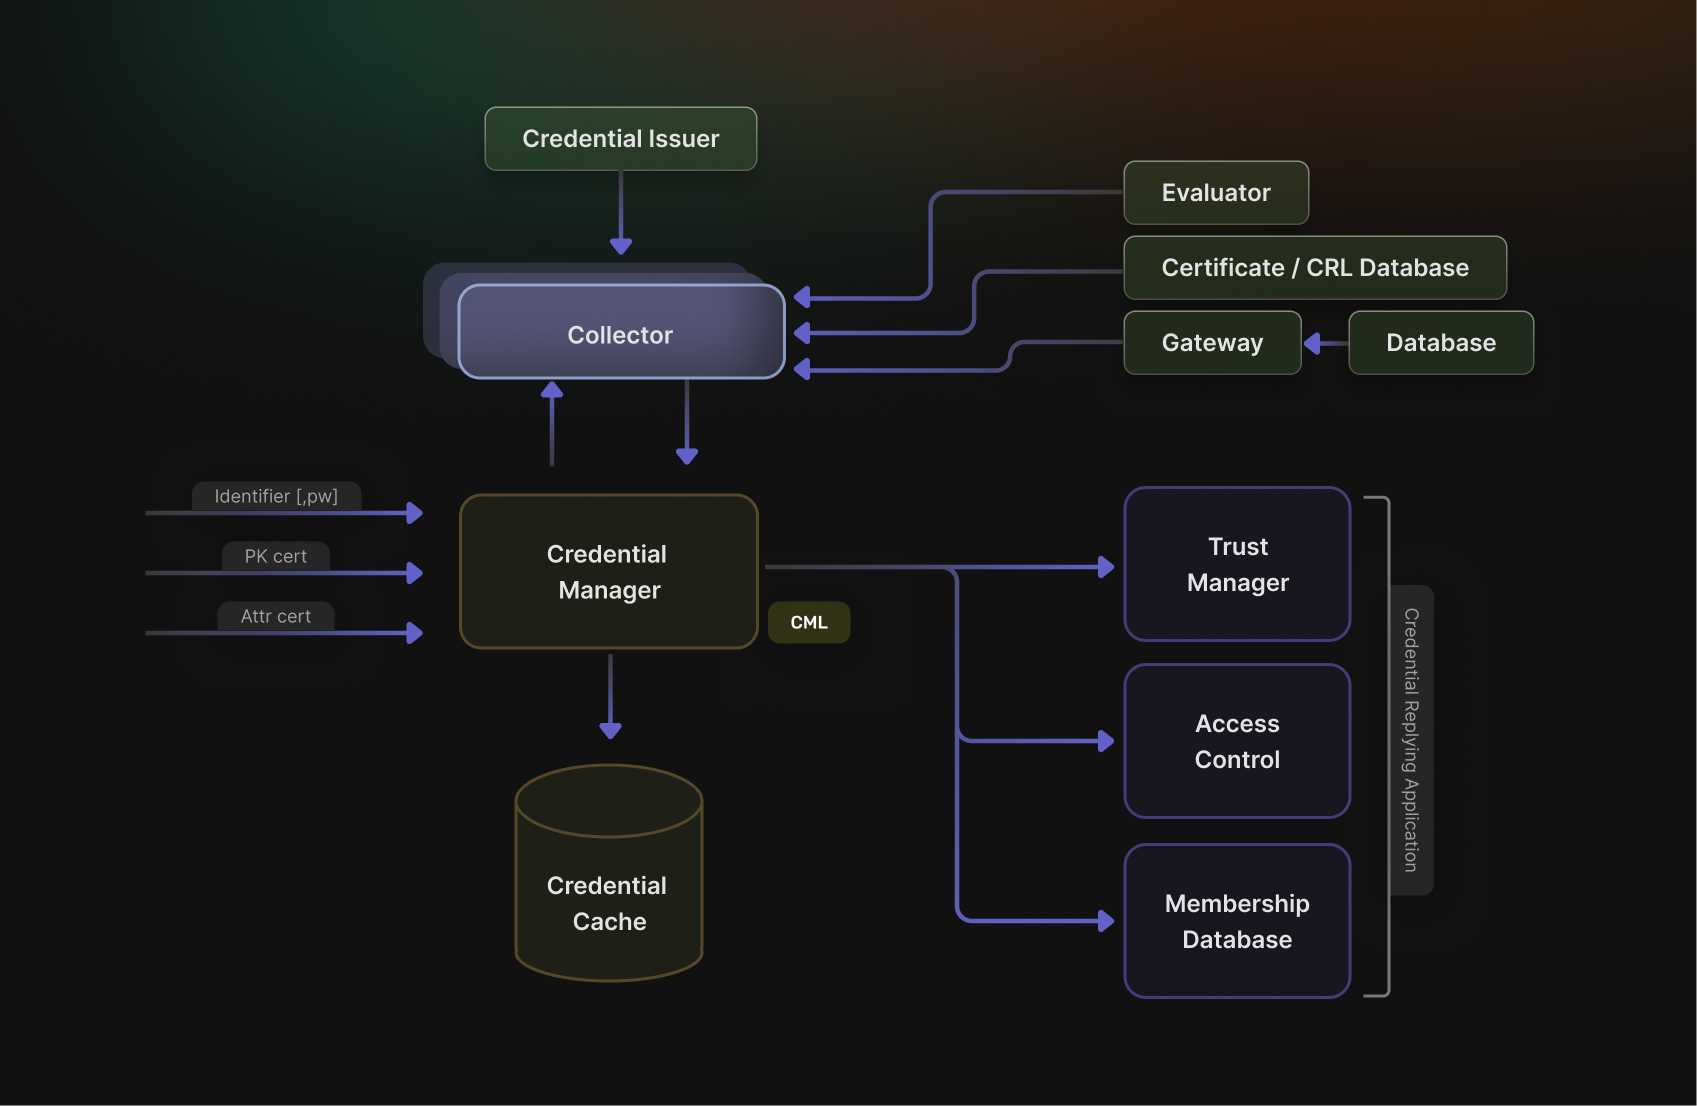 Credential Issuer
Evaluator
Certificate / CRL Database
Collector
Gateway
Database
Identifier [,pw]
PK cert
Attr cert
Credential
Manager
CML
Trust
Manager
Access
Control
Credential Replying Application
Credential
Cache
Membership
Database